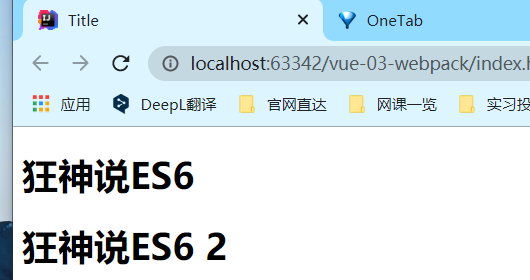 Title
OneTab
localhost:63342/vue-03-webpack/index.h
应用 DeepL翻译 官网直达 网课一览 实习投
狂神说ES6
狂神说ES6 2